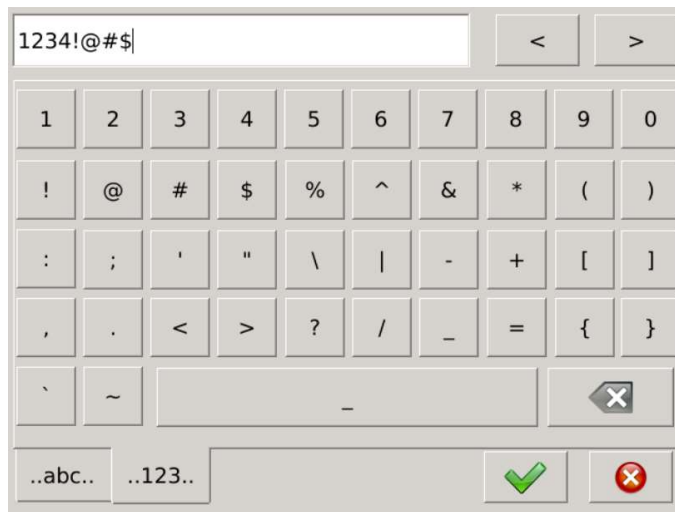 1234!@#$
< >
1 2 3 4 5 6 7 8 9 0
! @ # $ % ^ & * ( )
: ; ' " \ | - + [ ]
, . < > ? / _ = { }
` ~ _
..abc.. ..123..